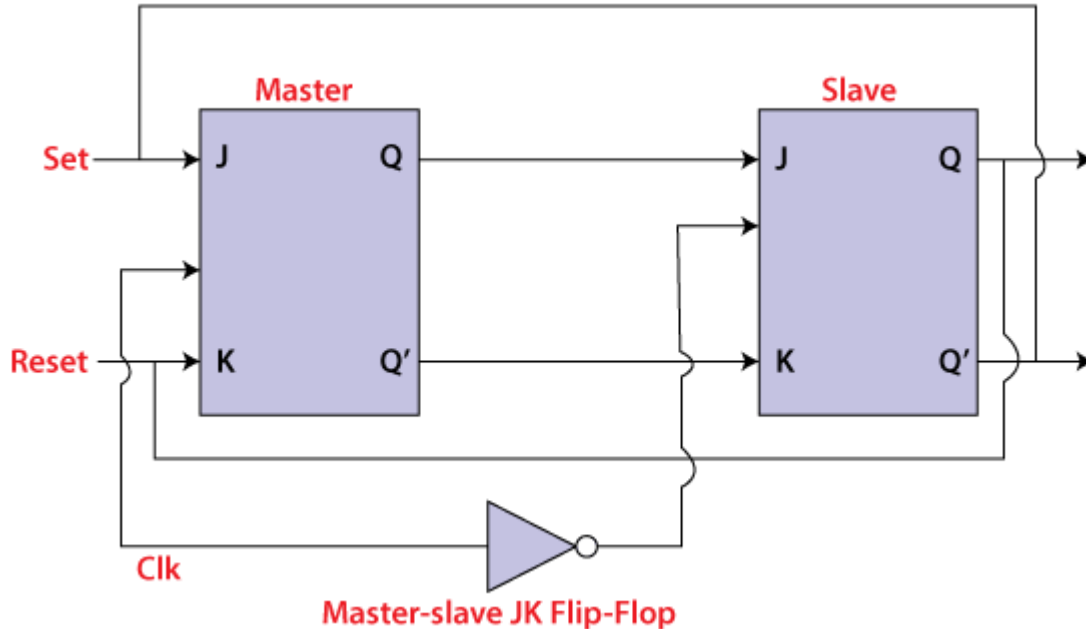 Master
Slave
Set
J
Q
J
Q
Reset
K
Q’
K
Q’
Clk
Master-slave JK Flip-Flop